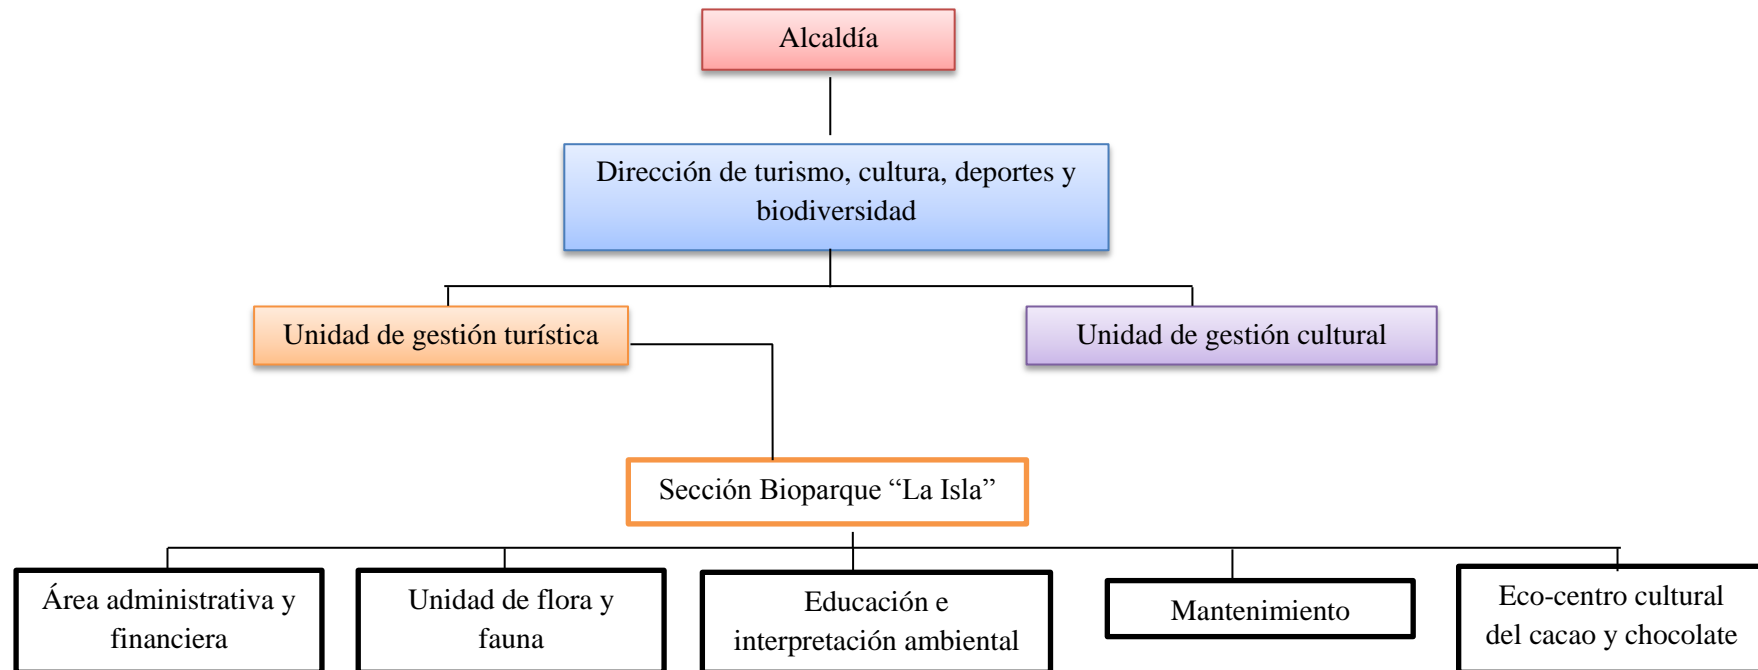 Alcaldía
Dirección de turismo, cultura, deportes y
biodiversidad
Unidad de gestión turística
Unidad de gestión cultural
Sección Bioparque “La Isla”
Área administrativa y
financiera
Unidad de flora y
fauna
Educación e
interpretación ambiental
Mantenimiento
Eco-centro cultural
del cacao y chocolate